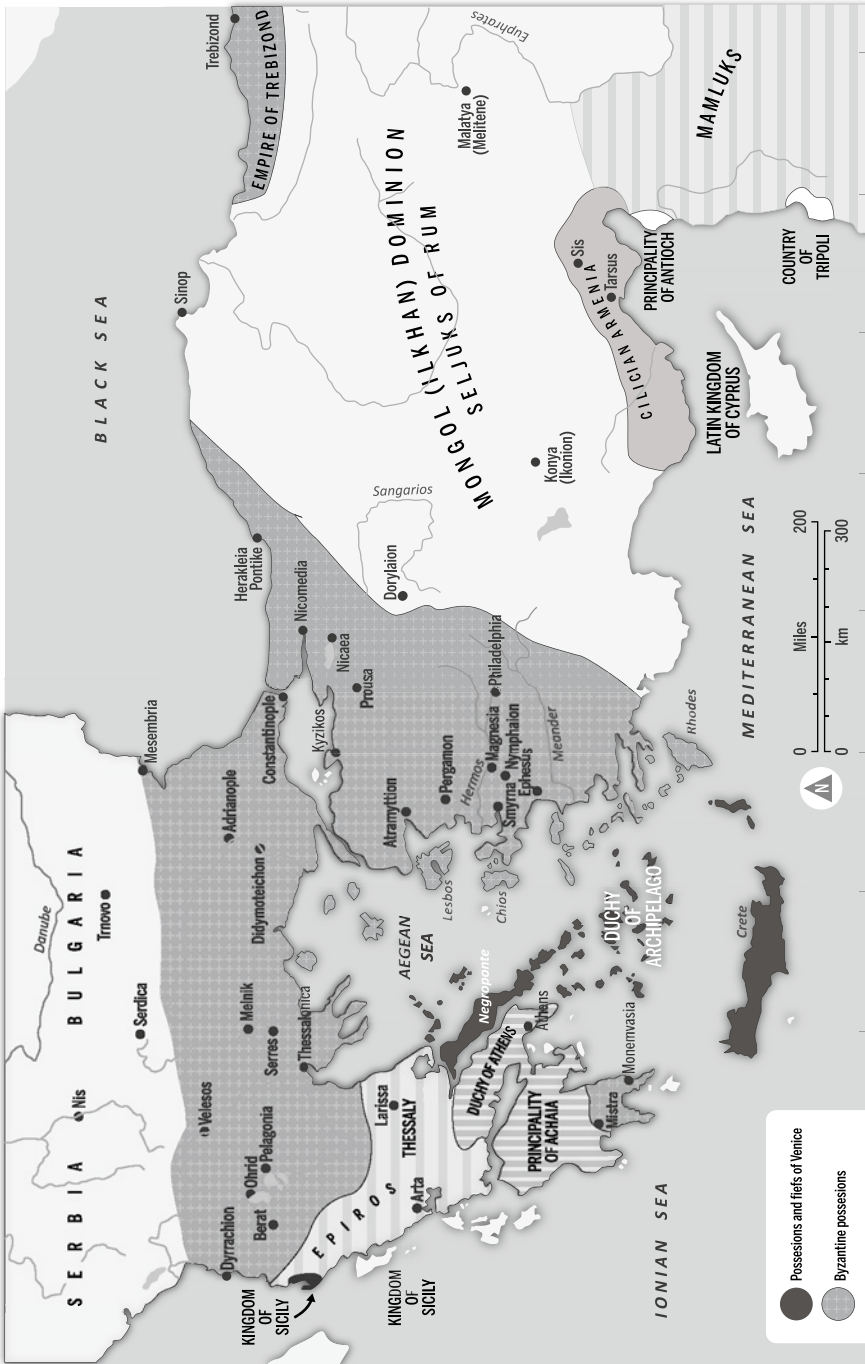 BLACK SEA
Trebizond
EMPIRE OF TREBIZOND
Sinop
Euphrates
Malatya
(Melitene)
MONGOL (ILKHAN) DOMINION
SELJUKS OF RUM
MAMLUKS
Sis
Tarsus
CILICIAN ARMENIA
PRINCIPALITY
OF ANTIOCH
COUNTRY
OF
TRIPOLI
LATIN KINGDOM
OF CYPRUS
Konya
(Ikonion)
Sangarios
Dorylaion
Herakleia
Pontike
Nicomedia
Nicaea
Prousa
Kyzikos
Constantinople
Mesembria
Adrianople
Didymoteichon
Danube
BULGARIA
Trnovo
Serdica
SERBIA
Nis
Velesos
Melnik
Serres
Thessalonica
Ohrid
Pelagonia
Berat
Dyrrachion
KINGDOM
OF
SICILY
KINGDOM
OF
SICILY
EPIROS
Arta
Larissa
THESSALY
DUCHY OF ATHENS
Athens
Negroponte
PRINCIPALITY
OF ACHAIA
Mistra
Monemvasia
AEGEAN
SEA
Lesbos
Chios
Atramyttion
Pergamon
Hermos
Magnesia
Nymphaion
Smyrna
Ephesus
Philadelphia
Meander
DUCHY
OF
ARCHIPELAGO
Rhodes
Crete
MEDITERRANEAN SEA
IONIAN SEA
Miles
0 200
0 300
km
N
Possesions and fiefs of Venice
Byzantine possesions